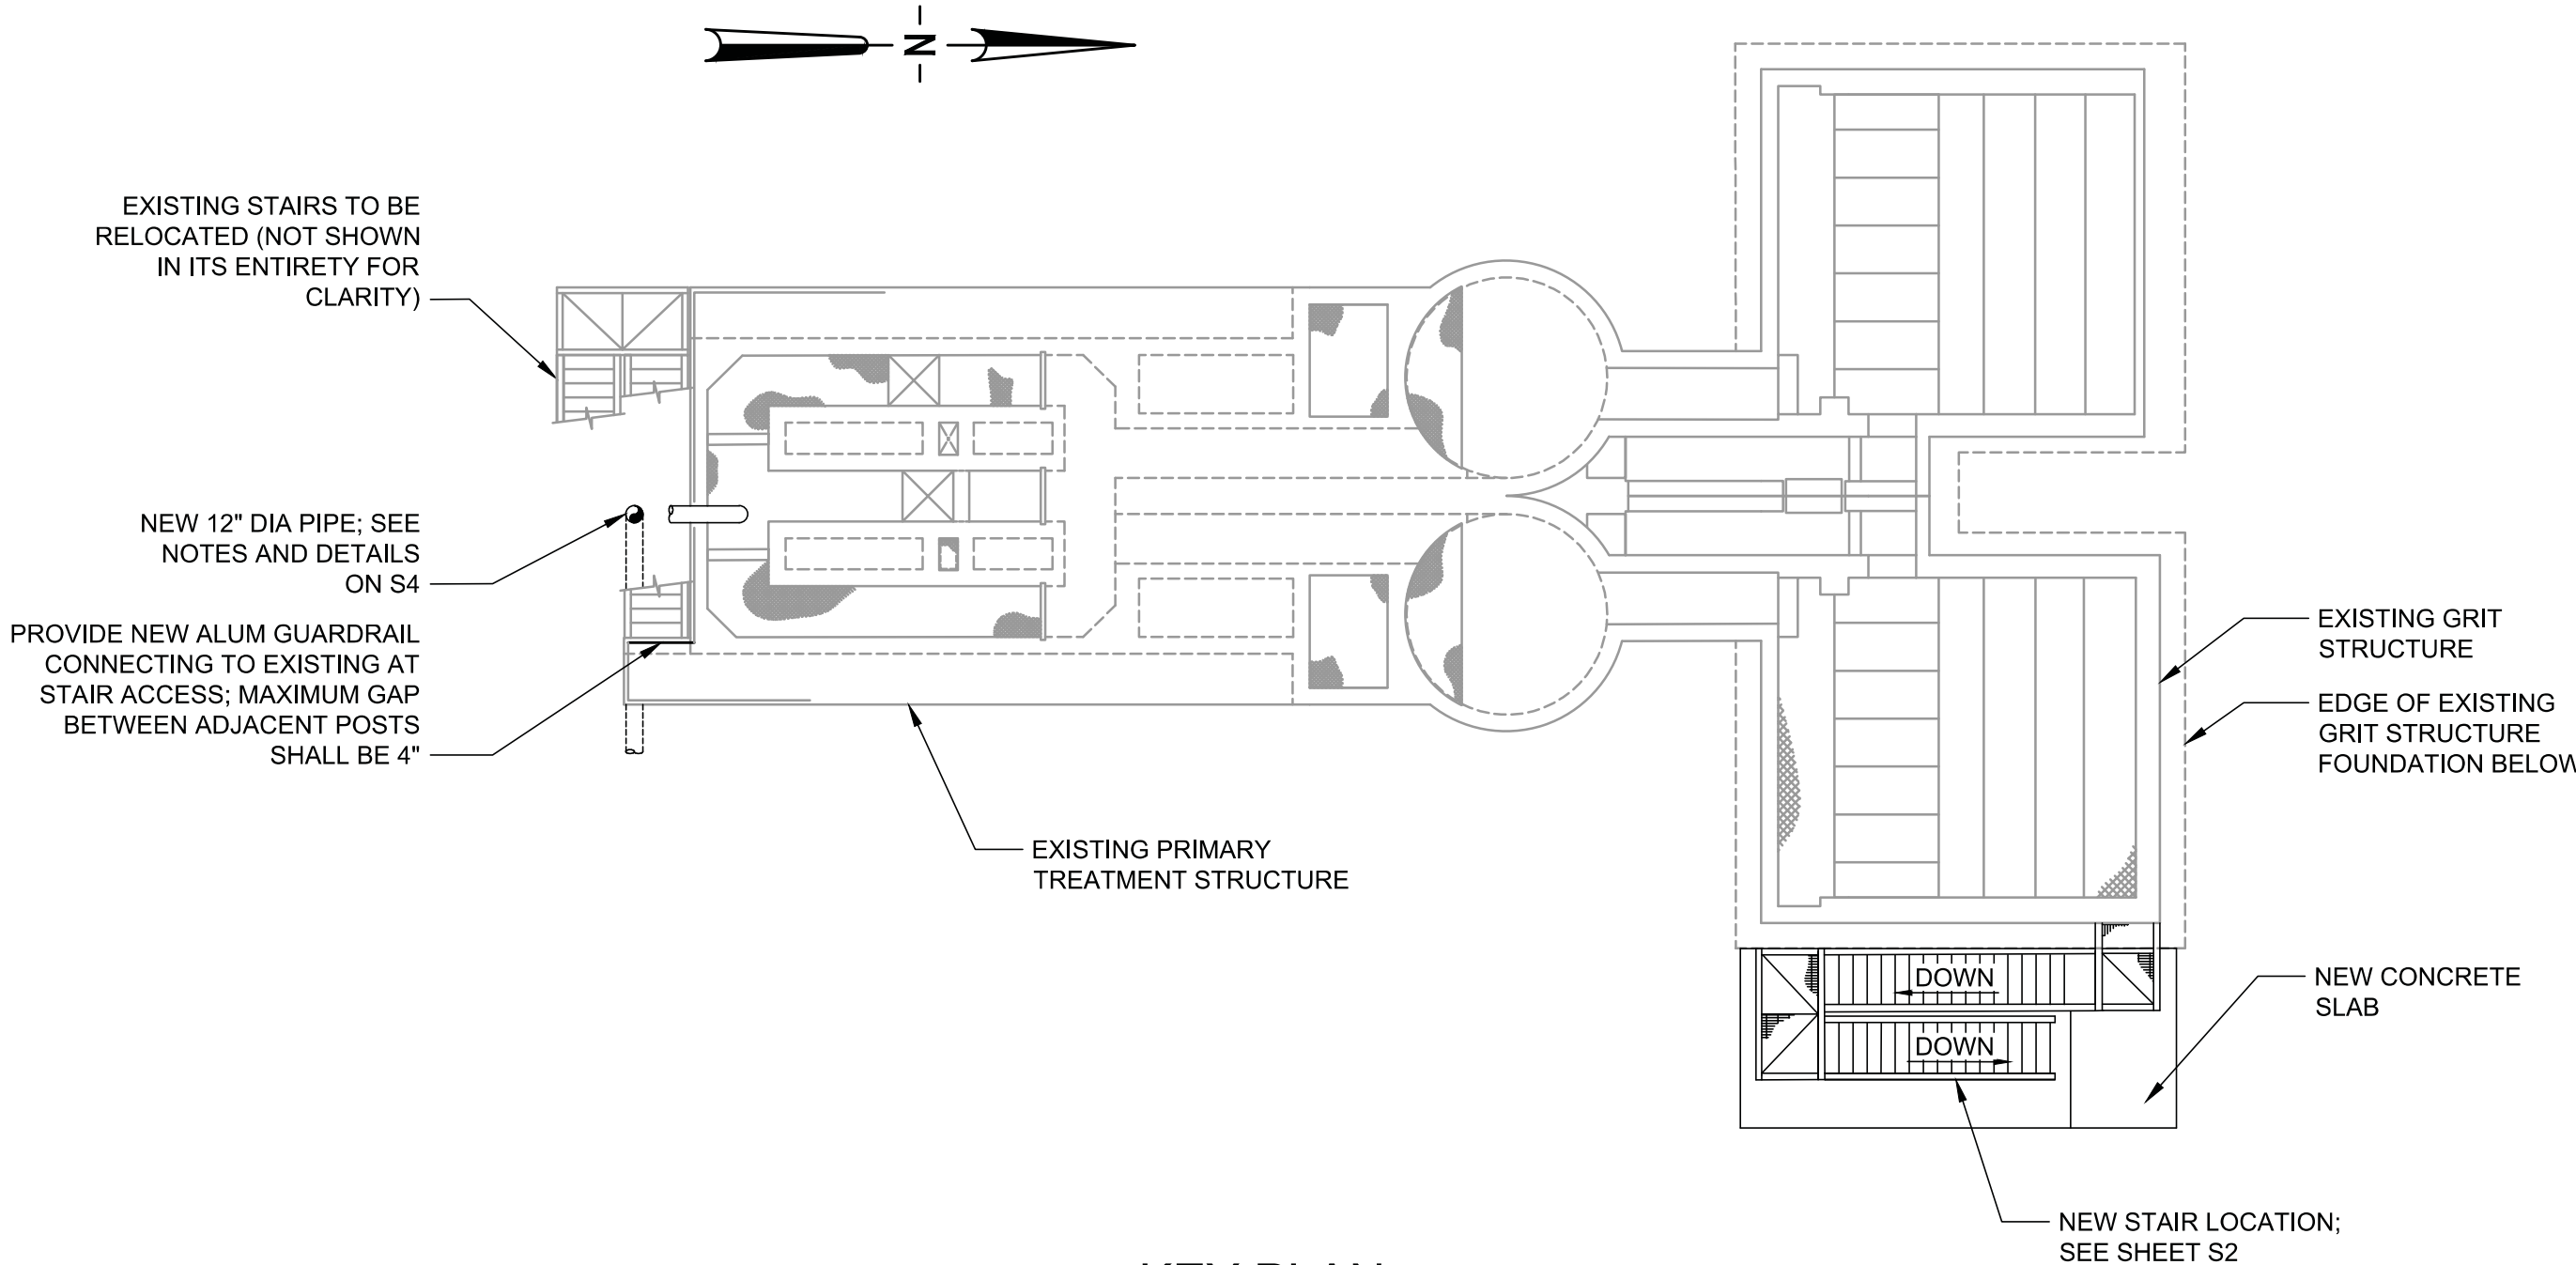 N
EXISTING STAIRS TO BE
RELOCATED (NOT SHOWN
IN ITS ENTIRETY FOR
CLARITY)
NEW 12" DIA PIPE; SEE
NOTES AND DETAILS
ON S4
PROVIDE NEW ALUM GUARDRAIL
CONNECTING TO EXISTING AT
STAIR ACCESS; MAXIMUM GAP
BETWEEN ADJACENT POSTS
SHALL BE 4"
EXISTING PRIMARY
TREATMENT STRUCTURE
EXISTING GRIT
STRUCTURE
EDGE OF EXISTING
GRIT STRUCTURE
FOUNDATION BELOW
DOWN
DOWN
NEW CONCRETE
SLAB
NEW STAIR LOCATION;
SEE SHEET S2
KEY PLAN